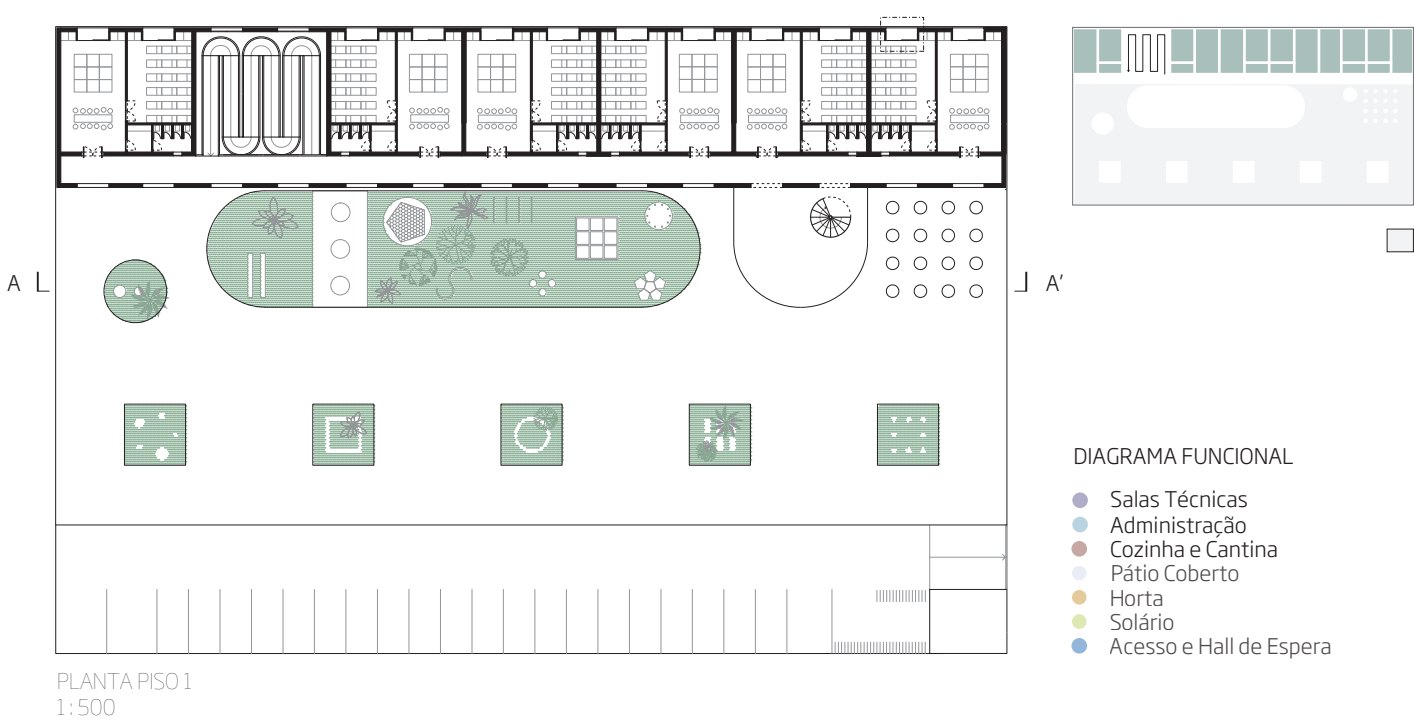 A
A'
DIAGRAMA FUNCIONAL
Salas Técnicas
Administração
Cozinha e Cantina
Pátio Coberto
Horta
Solário
Acesso e Hall de Espera
PLANTA PISO 1
1:500